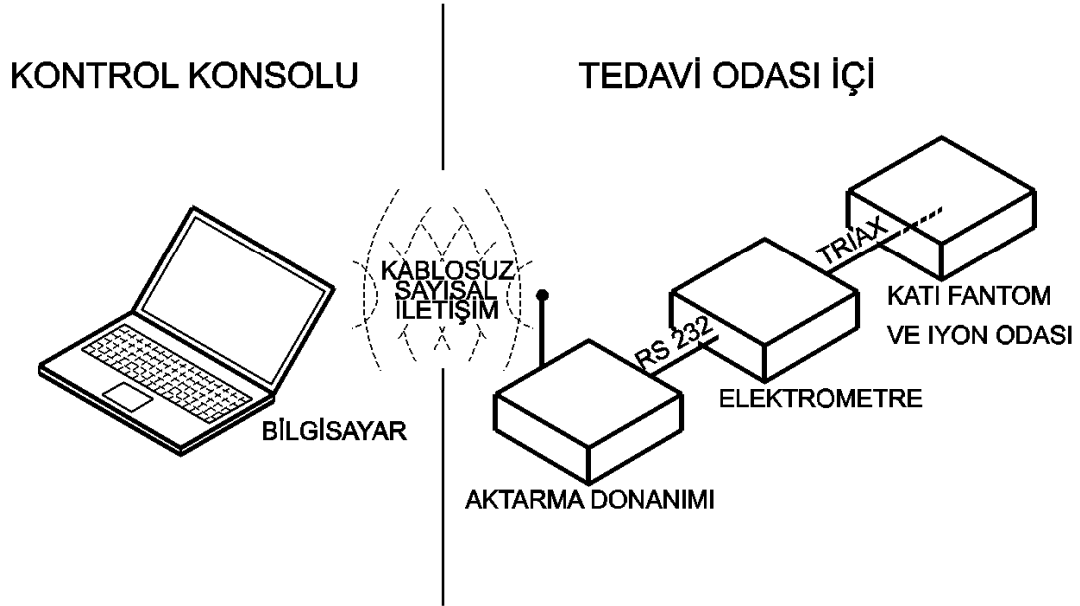 KONTROL KONSOLU
TEDAVİ ODASI İÇİ
KABLOSUZ
SAYISAL
İLETİŞİM
BİLGİSAYAR
TRIAX
KATI FANTOM
VE IYON ODASI
RS 232
ELEKTROMETRE
AKTARMA DONANIMI